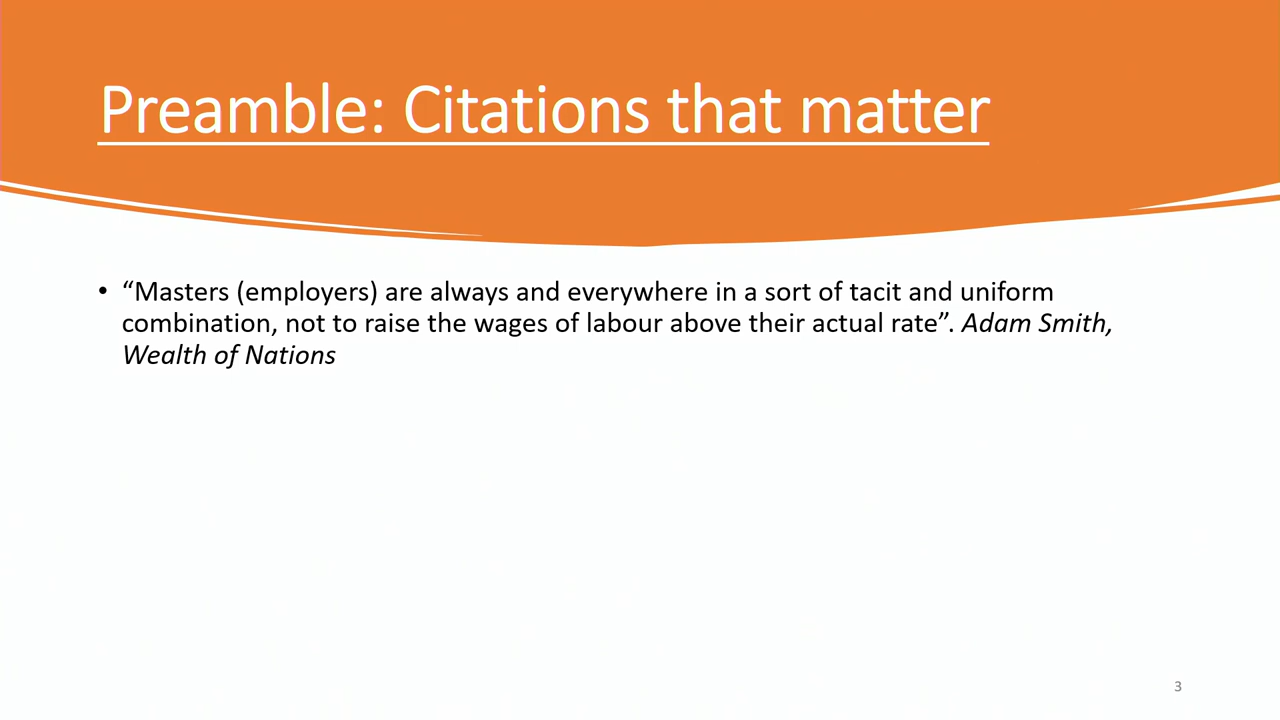 Preamble: Citations that matter
• “Masters (employers) are always and everywhere in a sort of tacit and uniform
combination, not to raise the wages of labour above their actual rate”. Adam Smith,
Wealth of Nations
3